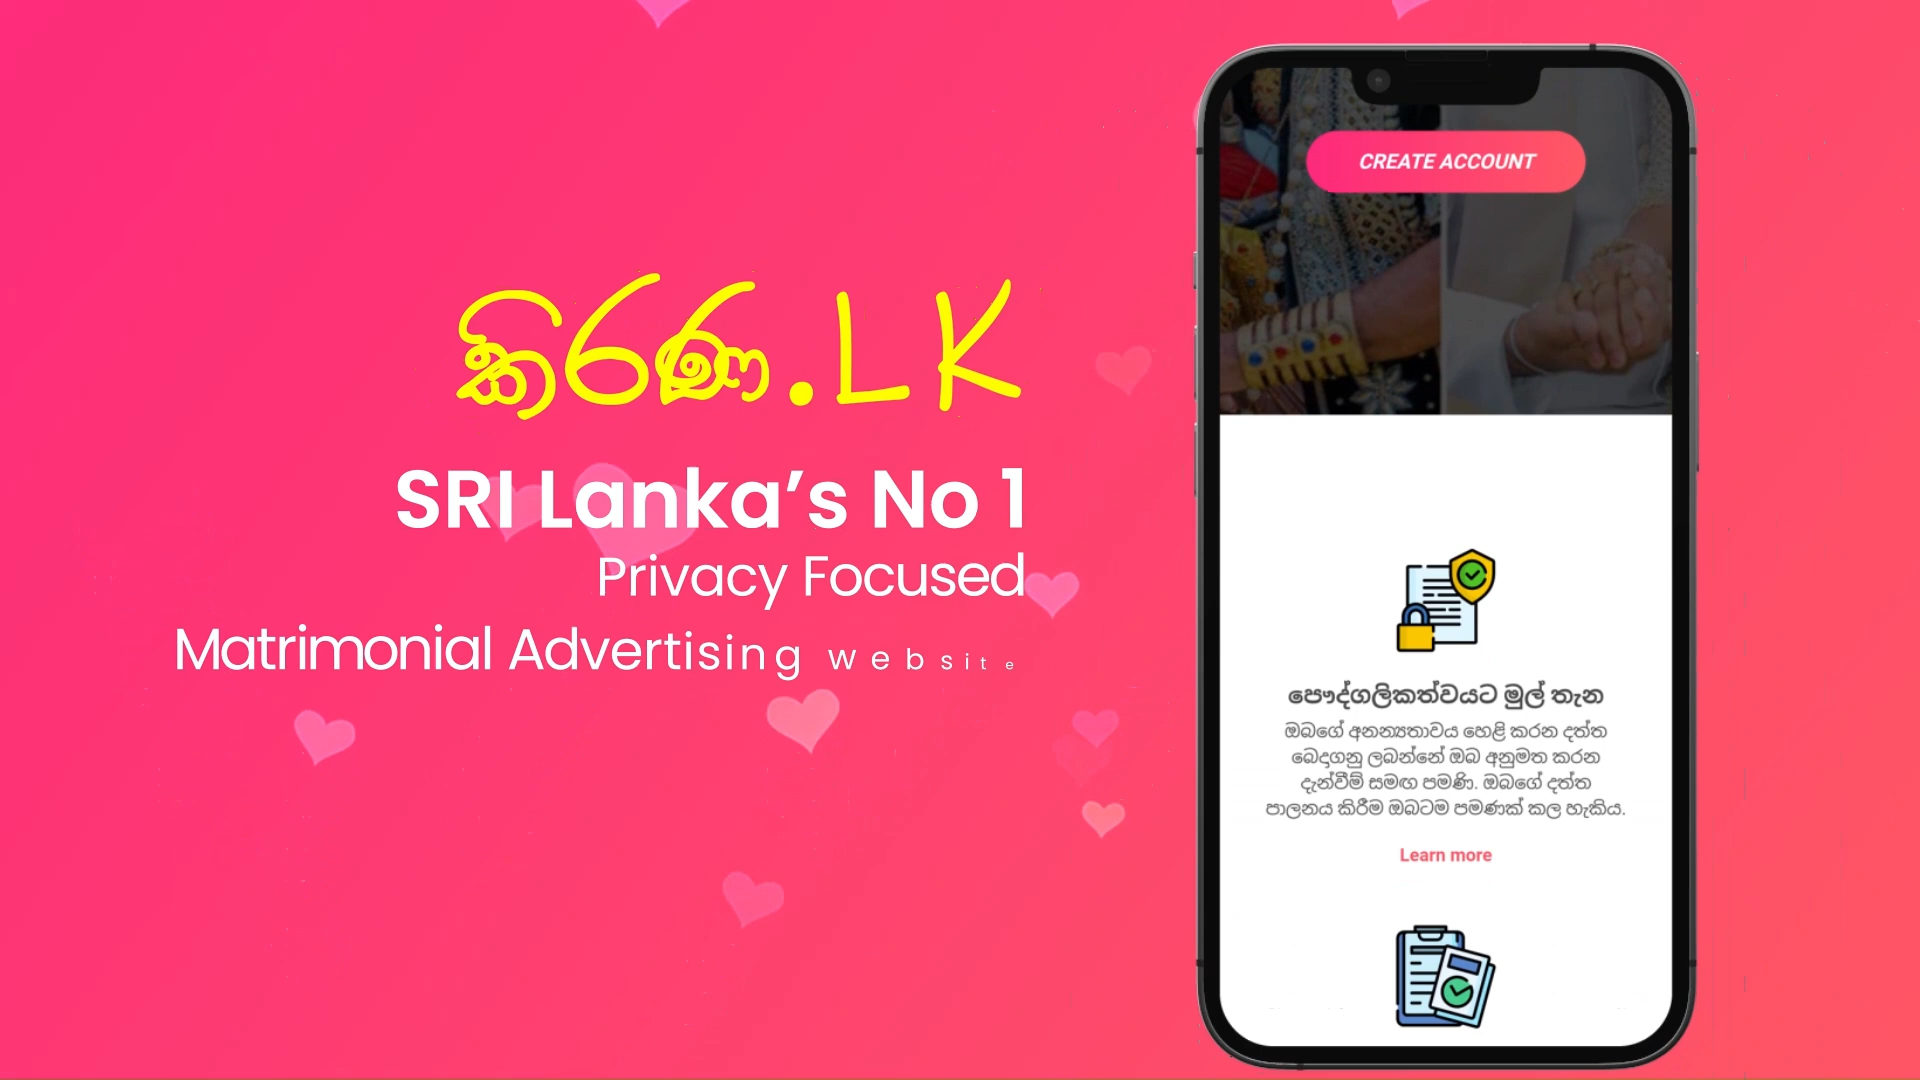 කිරණ.LK
SRI Lanka’s No 1
Privacy Focused
Matrimonial Advertising website
CREATE ACCOUNT
පෞද්ගලිකත්වයට මුල් තැන
ඔබගේ අනන්‍යතාවය හෙළි කරන දත්ත
බෙදාගනු ලබන්නේ ඔබ අනුමත කරන
දැන්වීම් සමඟ පමණි. ඔබගේ දත්ත
පාලනය කිරීම ඔබටම පමණක් කල හැකිය.
Learn more